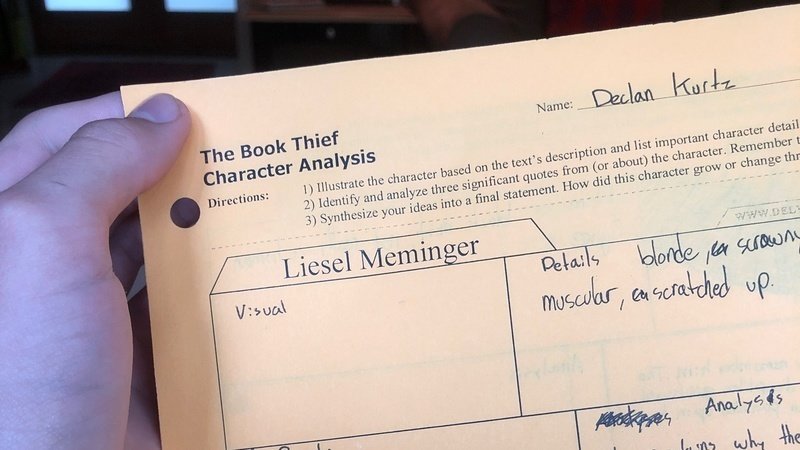 Name: Declan Kurtz
The Book Thief
Character Analysis
Directions:
1) Illustrate the character based on the text's description and list important character detail
2) Identify and analyze three significant quotes from (or about) the character. Remember t
3) Synthesize your ideas into a final statement. How did this character grow or change thr
Liesel Meminger
Visual
Details blonde, scrawny
muscular, scratched up.
Analysis
why the